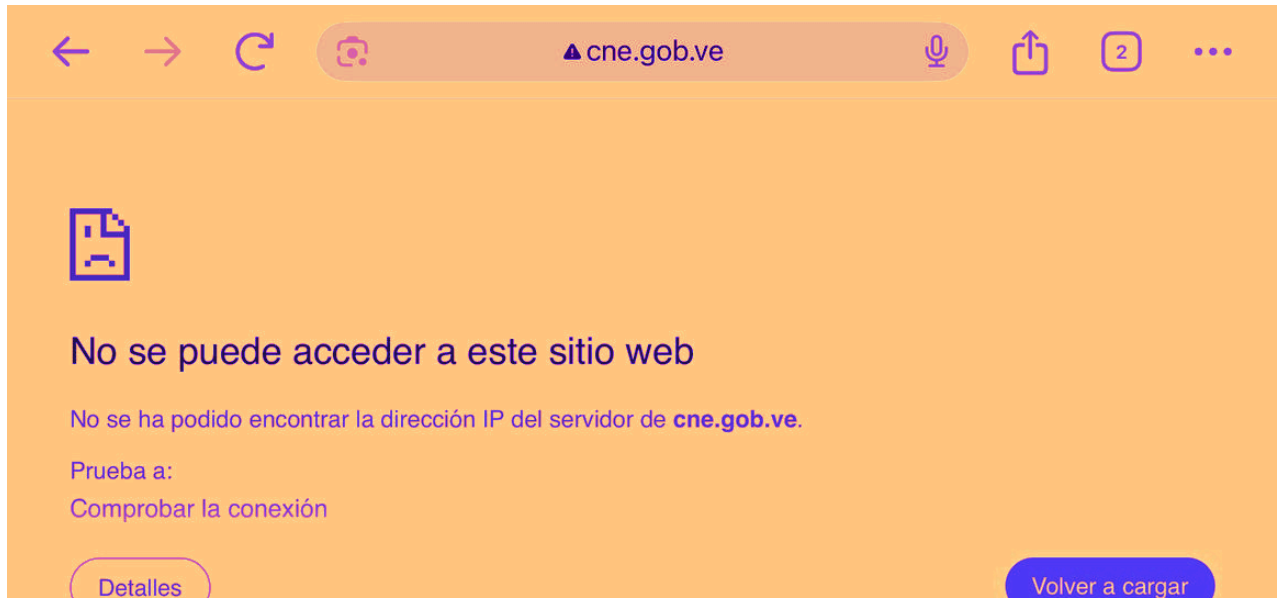 cne.gob.ve
2
No se puede acceder a este sitio web
No se ha podido encontrar la dirección IP del servidor de cne.gob.ve.
Prueba a:
Comprobar la conexión
Detalles
Volver a cargar